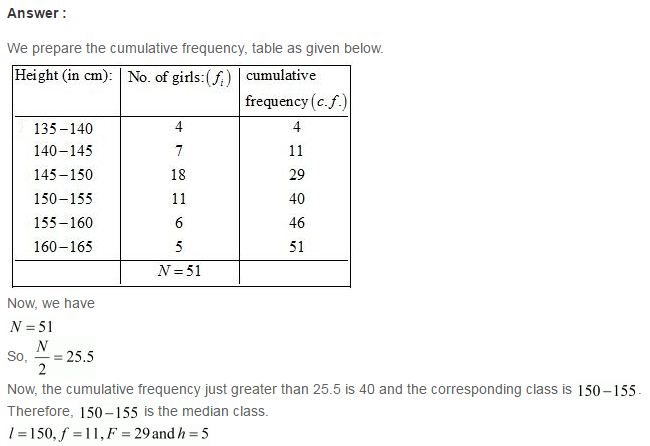 Answer :
We prepare the cumulative frequency, table as given below.
Height (in cm): No. of girls: (fᵢ) cumulative
frequency (c.f.)
135–140 4 4
140–145 7 11
145–150 18 29
150–155 11 40
155–160 6 46
160–165 5 51
N = 51
Now, we have
N = 51
So, N/2 = 25.5
Now, the cumulative frequency just greater than 25.5 is 40 and the corresponding class is 150–155.
Therefore, 150–155 is the median class.
l = 150, f = 11, F = 29 and h = 5